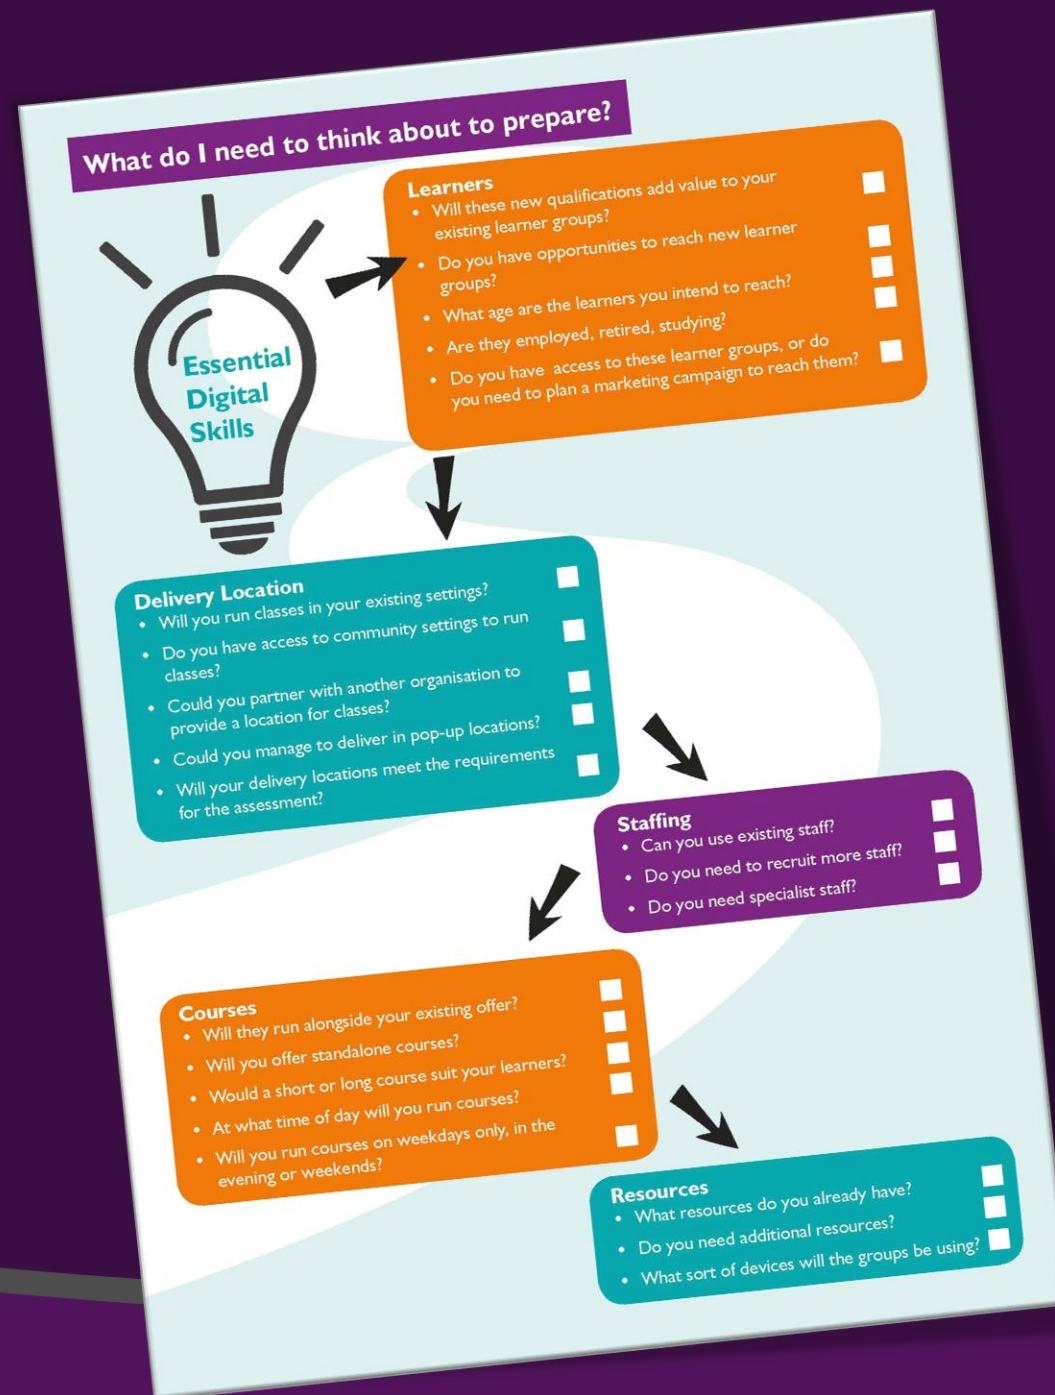 What do I need to think about to prepare?
Essential
Digital
Skills
Learners
• Will these new qualifications add value to your
existing learner groups?
• Do you have opportunities to reach new learner
groups?
• What age are the learners you intend to reach?
• Are they employed, retired, studying?
• Do you have access to these learner groups, or do
you need to plan a marketing campaign to reach them?
Delivery Location
• Will you run classes in your existing settings?
• Do you have access to community settings to run
classes?
• Could you partner with another organisation to
provide a location for classes?
• Could you manage to deliver in pop-up locations?
• Will your delivery locations meet the requirements
for the assessment?
Staffing
• Can you use existing staff?
• Do you need to recruit more staff?
• Do you need specialist staff?
Courses
• Will they run alongside your existing offer?
• Will you offer standalone courses?
• Would a short or long course suit your learners?
• At what time of day will you run courses?
• Will you run courses on weekdays only, in the
evening or weekends?
Resources
• What resources do you already have?
• Do you need additional resources?
• What sort of devices will the groups be using?